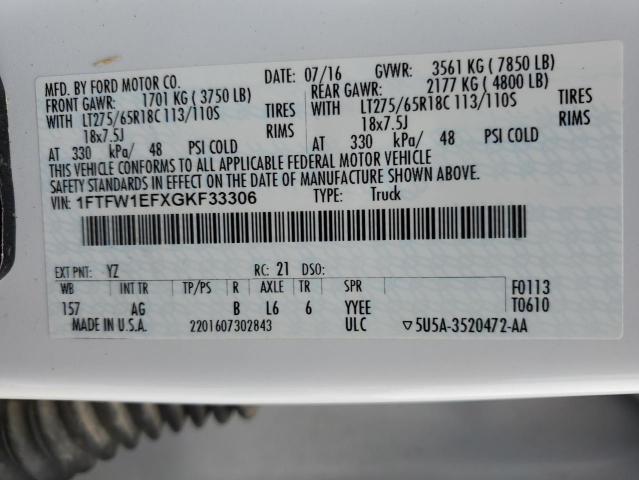 MFD. BY FORD MOTOR CO. DATE: 07/16 GVWR: 3561 KG ( 7850 LB)
FRONT GAWR: 1701 KG ( 3750 LB) REAR GAWR: 2177 KG ( 4800 LB)
WITH LT275/65R18C 113/110S TIRES WITH LT275/65R18C 113/110S TIRES
18x7.5J RIMS 18x7.5J RIMS
AT 330 kPa/ 48 PSI COLD AT 330 kPa/ 48 PSI COLD
THIS VEHICLE CONFORMS TO ALL APPLICABLE FEDERAL MOTOR VEHICLE
SAFETY STANDARDS IN EFFECT ON THE DATE OF MANUFACTURE SHOWN ABOVE.
VIN: 1FTFW1EFXGKF33306 TYPE: Truck
EXT PNT: YZ RC: 21 DSO:
WB INT TR TP/PS R AXLE TR SPR F0113
157 AG B L6 6 YYEE T0610
MADE IN U.S.A. 2201607302843 ULC ▽5U5A-3520472-AA